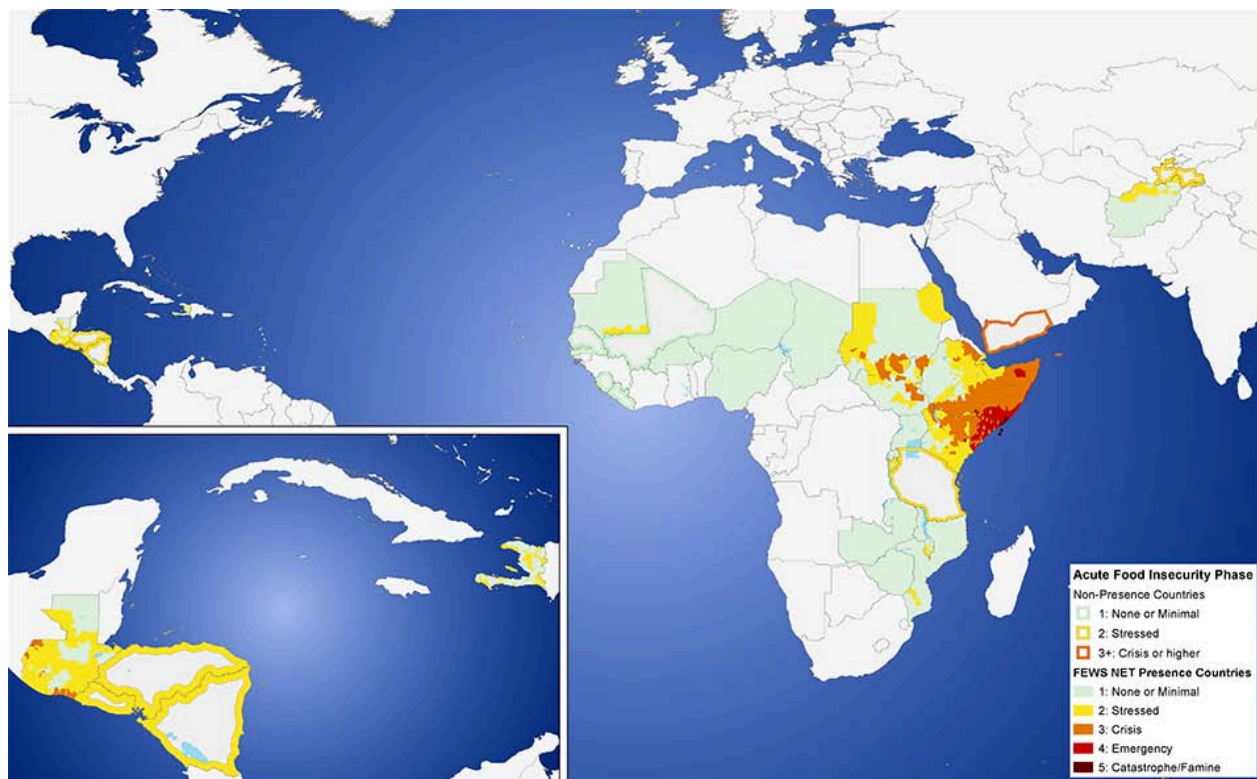 Acute Food Insecurity Phase
Non-Presence Countries
1: None or Minimal
2: Stressed
3+: Crisis or higher
FEWS NET Presence Countries
1: None or Minimal
2: Stressed
3: Crisis
4: Emergency
5: Catastrophe/Famine